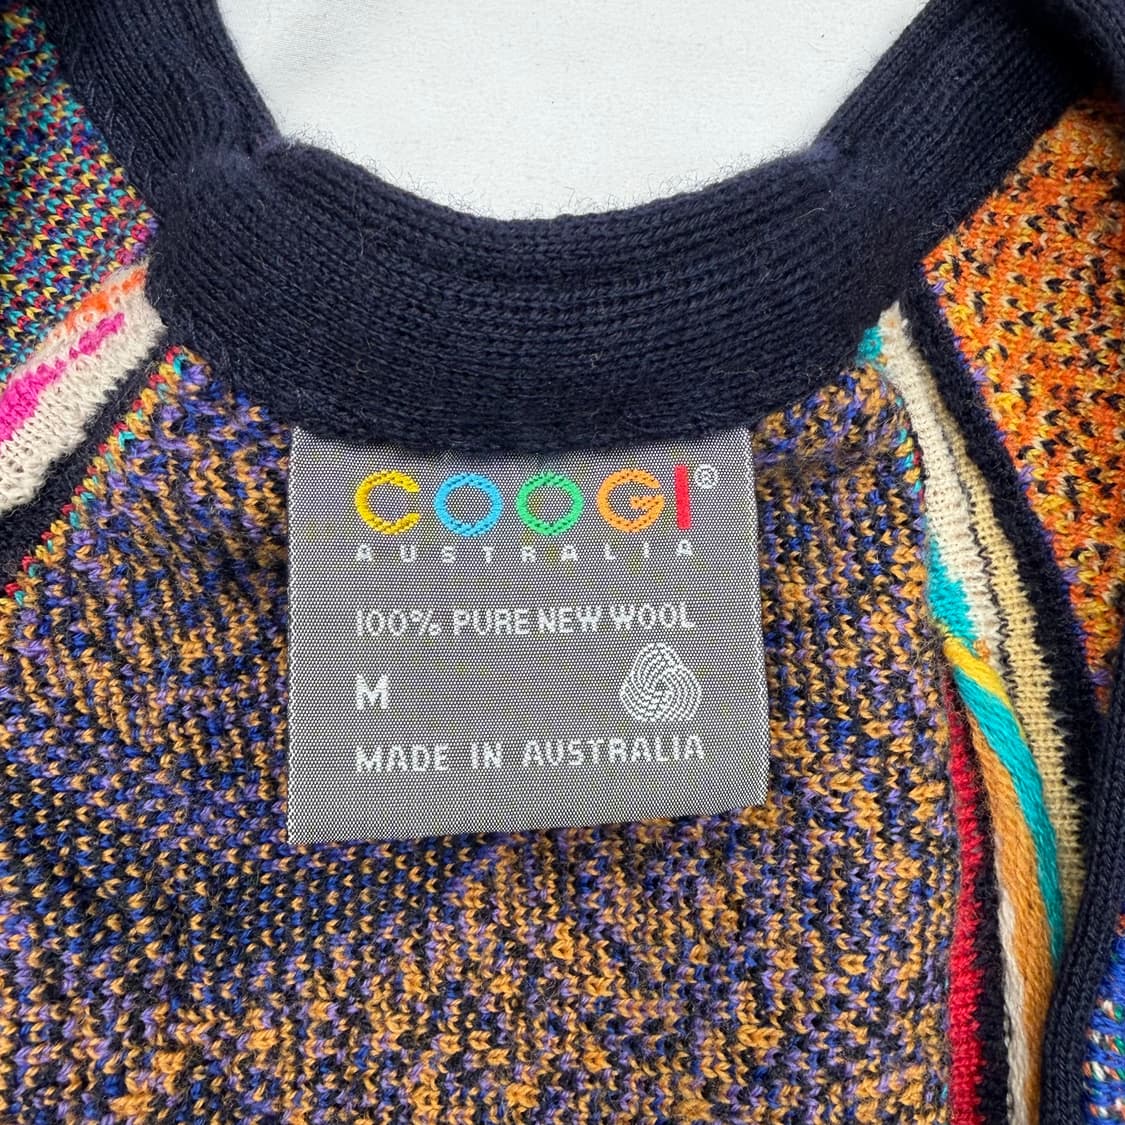 COOGI®
AUSTRALIA
100% PURE NEW WOOL
M
MADE IN AUSTRALIA